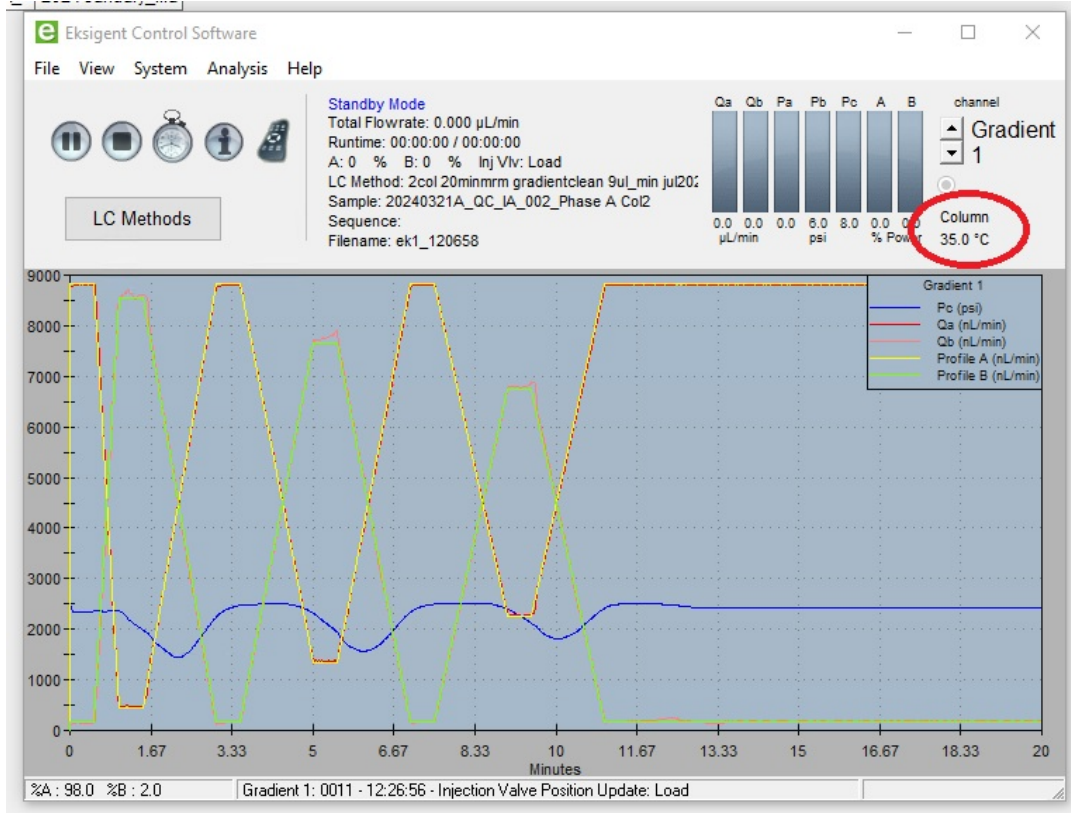 Eksigent Control Software
File View System Analysis Help
Standby Mode
Total Flowrate: 0.000 µL/min
Runtime: 00:00:00 / 00:00:00
A: 0 % B: 0 % Inj Vlv: Load
LC Method: 2col 20minmrm gradientclean 9ul_min jul202
Sample: 20240321A_QC_IA_002_Phase A Col2
Sequence:
Filename: ek1_120658
LC Methods
Qa Qb Pa Pb Pc A B
0.0 0.0 0.0 6.0 8.0 0.0 0.0
µL/min psi % Power
channel
Gradient
1
Column
35.0 °C
Gradient 1
Pc (psi)
Qa (nL/min)
Qb (nL/min)
Profile A (nL/min)
Profile B (nL/min)
9000
8000
7000
6000
5000
4000
3000
2000
1000
0
0 1.67 3.33 5 6.67 8.33 10 11.67 13.33 15 16.67 18.33 20
Minutes
%A : 98.0 %B : 2.0 Gradient 1: 0011 - 12:26:56 - Injection Valve Position Update: Load